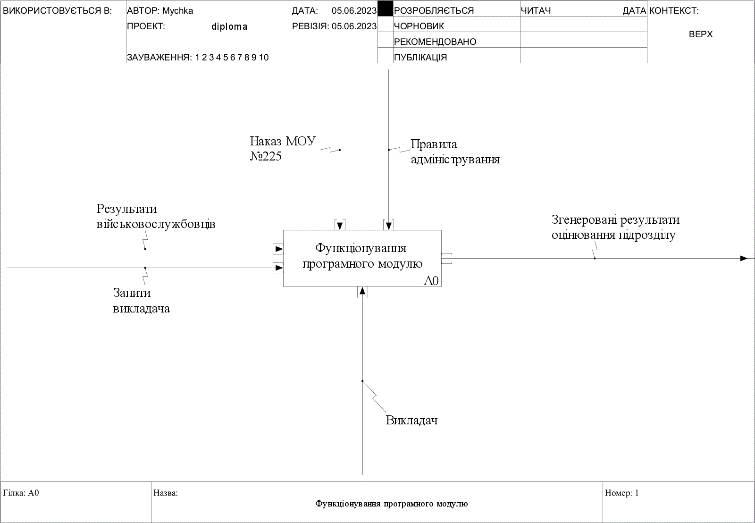 ВИКОРИСТОВУЄТЬСЯ В:
АВТОР: Mychka
ДАТА: 05.06.2023
РОЗРОБЛЯЄТЬСЯ
ЧИТАЧ
ДАТА
КОНТЕКСТ:
ПРОЕКТ: diploma
РЕВІЗІЯ: 05.06.2023
ЧОРНОВИК
ВЕРХ
РЕКОМЕНДОВАНО
ЗАУВАЖЕННЯ: 1 2 3 4 5 6 7 8 9 10
ПУБЛІКАЦІЯ
Наказ МОУ
№225
Правила
адміністрування
Результати
військовослужбовців
Згенеровані результати
оцінювання підрозділу
Функціонування
програмного модулю
A0
Запити
викладача
Викладач
Гілка: A0
Назва:
Функціонування програмного модулю
Номер: 1